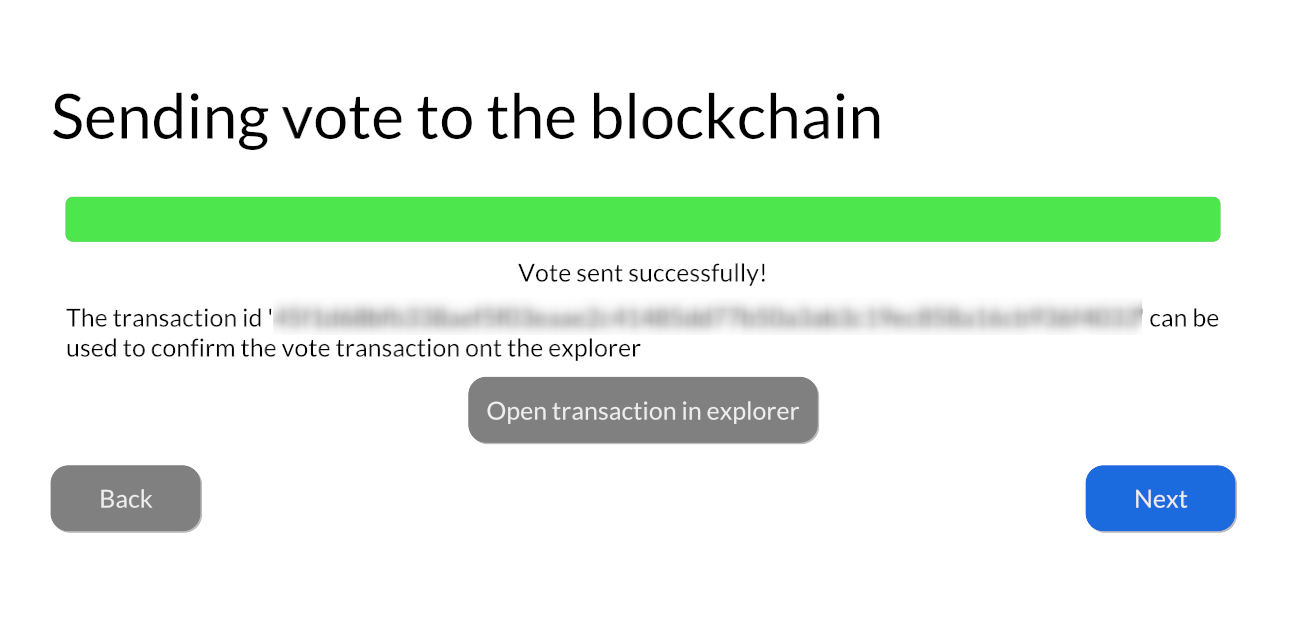 Sending vote to the blockchain
Vote sent successfully!
The transaction id ' can be
used to confirm the vote transaction ont the explorer
Open transaction in explorer
Back
Next